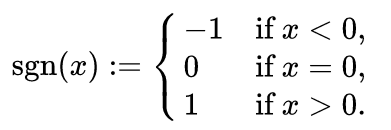 −1 if x < 0,
sgn(x) := { 0 if x = 0,
1 if x > 0.